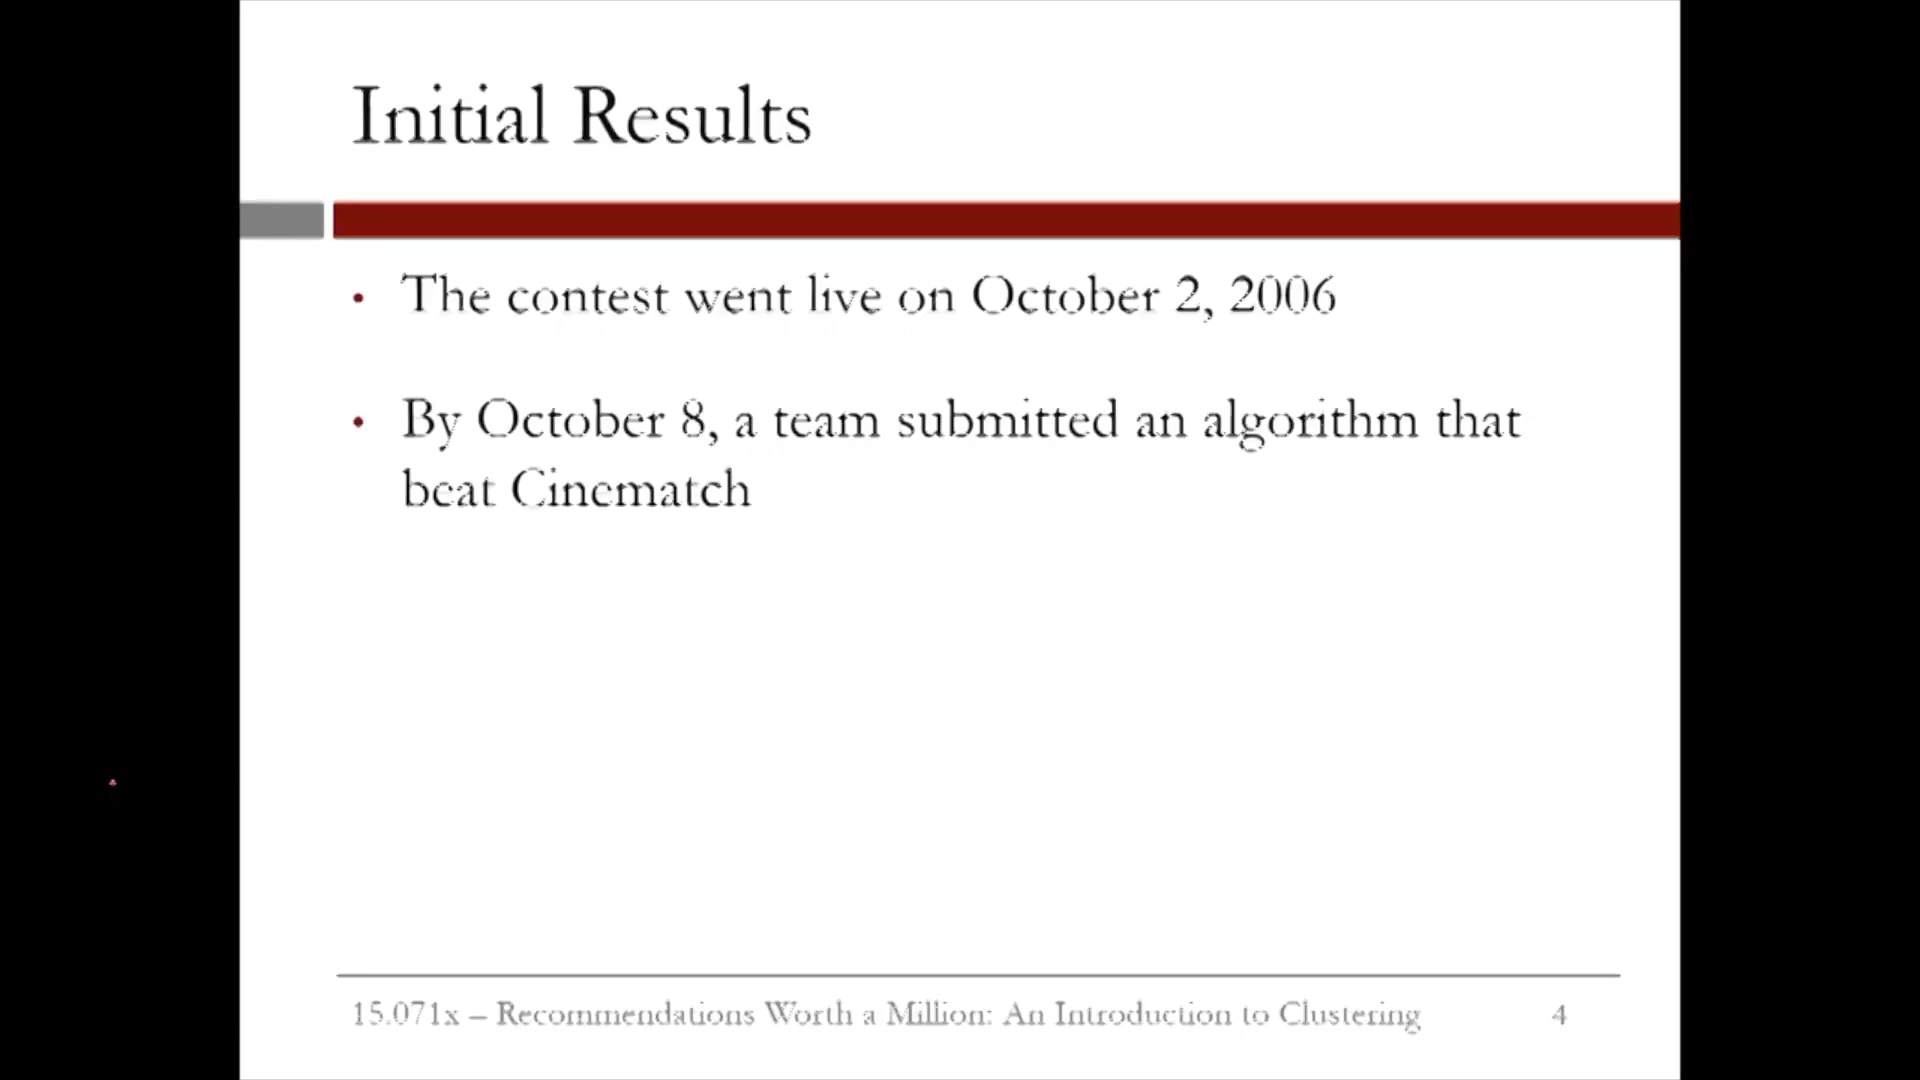 Initial Results
• The contest went live on October 2, 2006
• By October 8, a team submitted an algorithm that
beat Cinematch
15.071x – Recommendations Worth a Million: An Introduction to Clustering 4